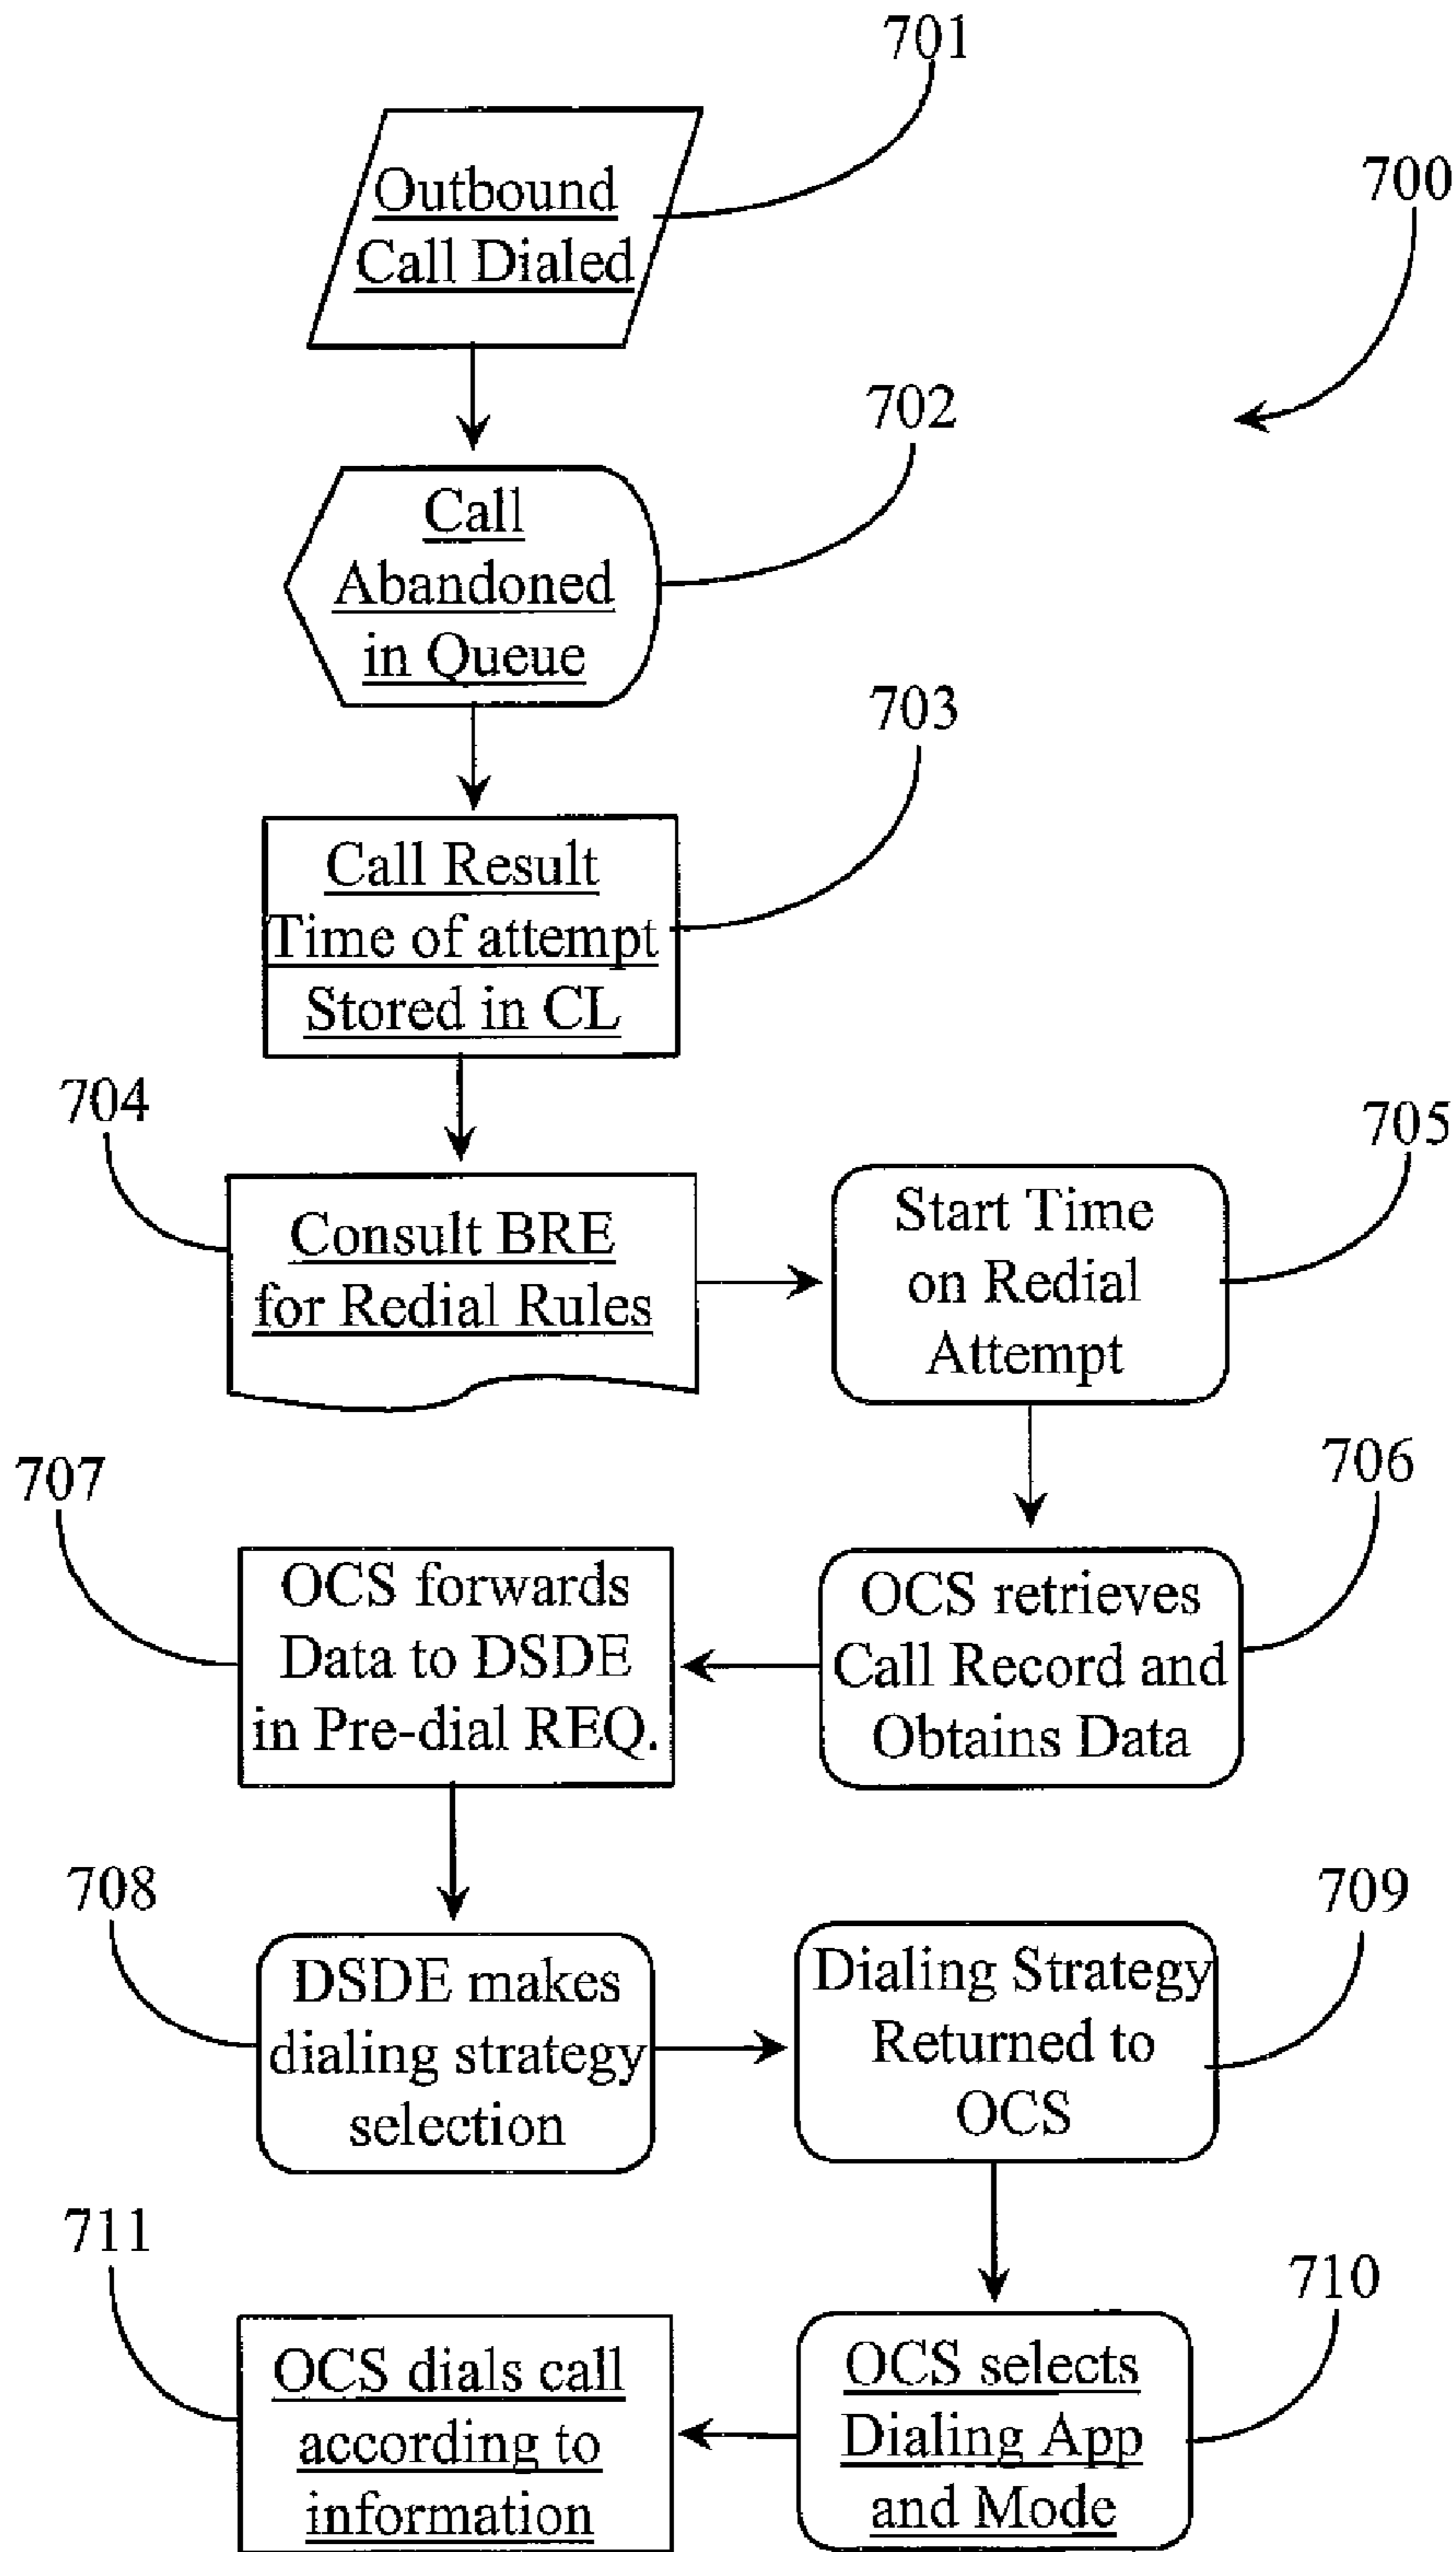 701
700
Outbound
Call Dialed
702
Call
Abandoned
in Queue
703
Call Result
Time of attempt
Stored in CL
704
705
Consult BRE
for Redial Rules
Start Time
on Redial
Attempt
707
706
OCS forwards
Data to DSDE
in Pre-dial REQ.
OCS retrieves
Call Record and
Obtains Data
708
709
DSDE makes
dialing strategy
selection
Dialing Strategy
Returned to
OCS
711
710
OCS dials call
according to
information
OCS selects
Dialing App
and Mode